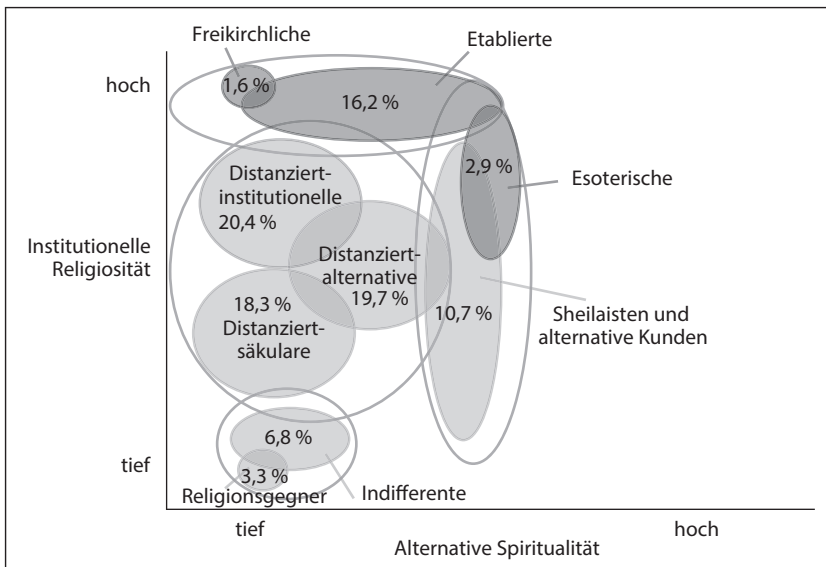 Freikirchliche
Etablierte
hoch
1,6 %
16,2 %
2,9 %
Esoterische
Distanziert-
institutionelle
20,4 %
Institutionelle
Religiosität
Distanziert-
alternative
19,7 %
18,3 %
Distanziert-
säkulare
10,7 %
Sheilaisten und
alternative Kunden
6,8 %
tief
3,3 %
Religionsgegner
Indifferente
tief
hoch
Alternative Spiritualität